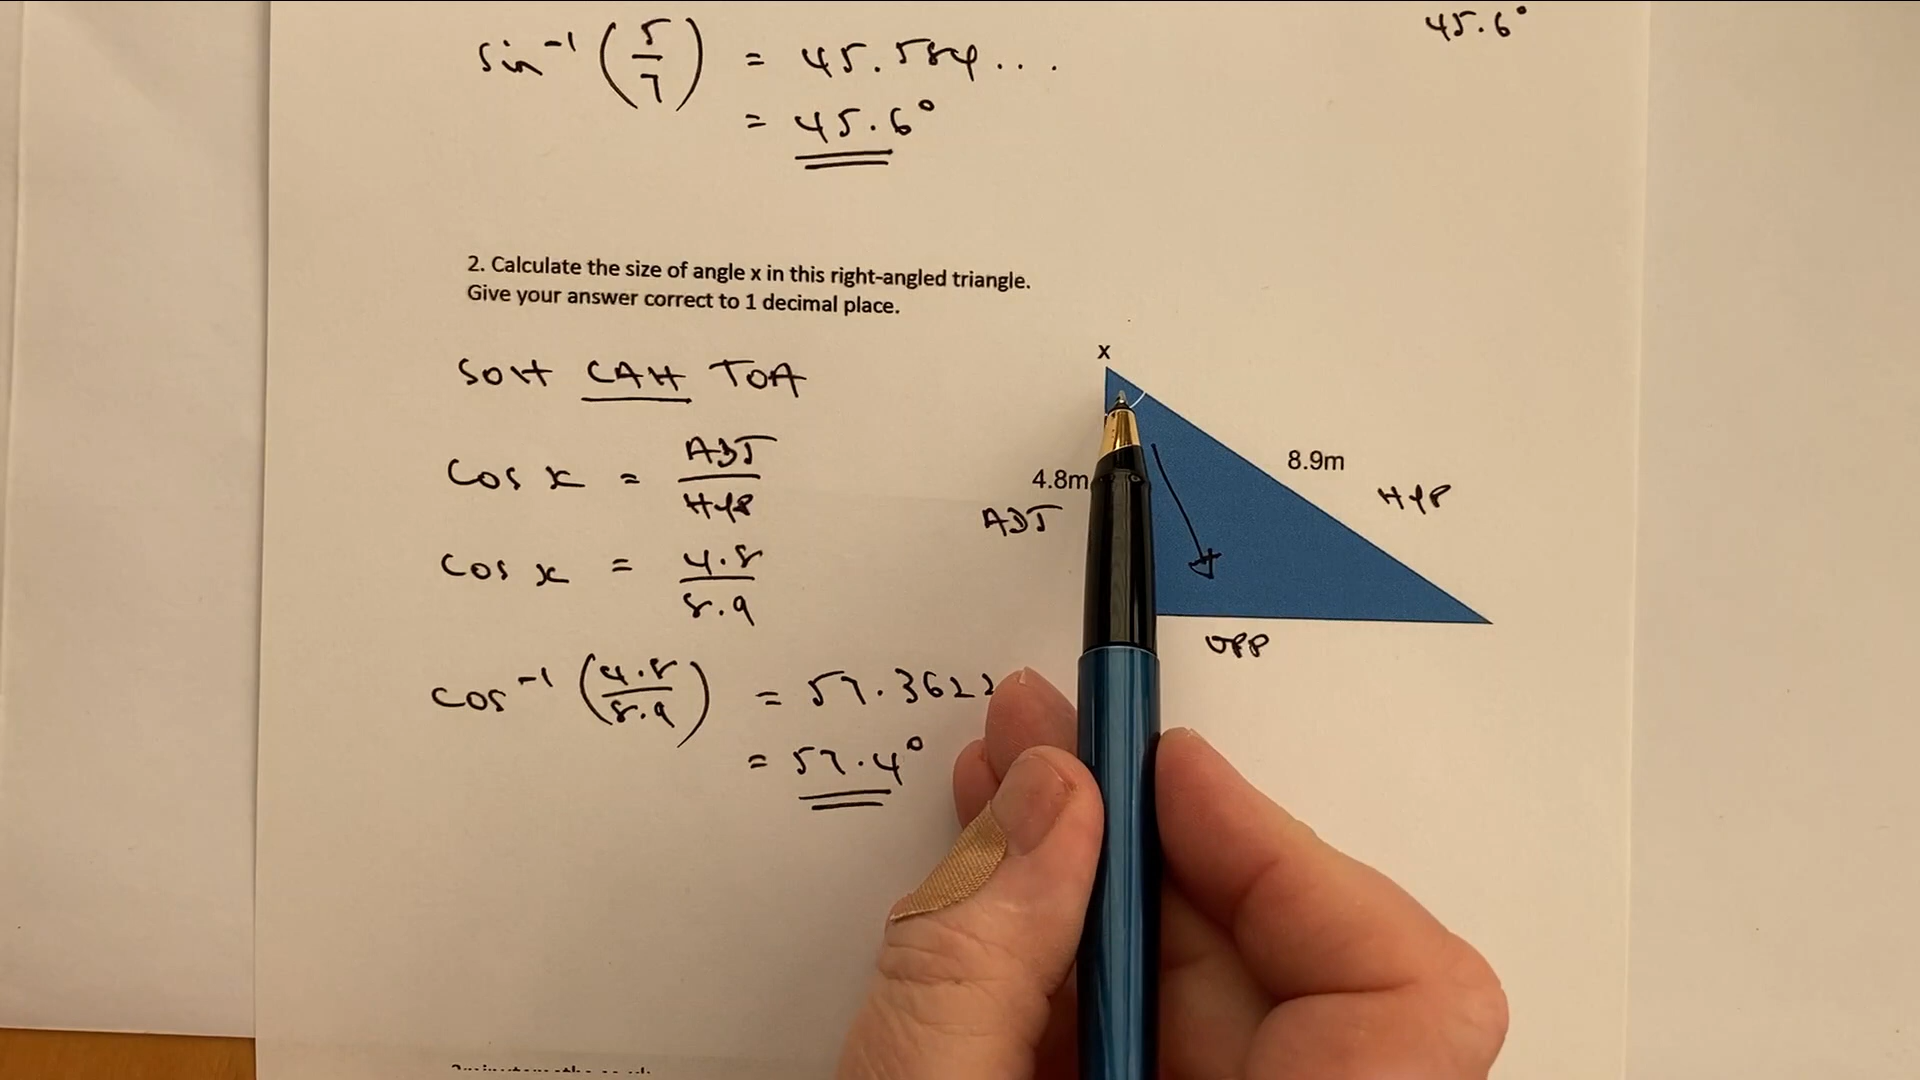 45.6°
sin⁻¹ (5/7) = 45.584...
= 45.6°
2. Calculate the size of angle x in this right-angled triangle.
Give your answer correct to 1 decimal place.
SOH CAH TOA
x
cos x = ADJ/HYP
4.8m
8.9m
ADJ
HYP
cos x = 4.8/8.9
OPP
cos⁻¹ (4.8/8.9) = 57.3622
= 57.4°